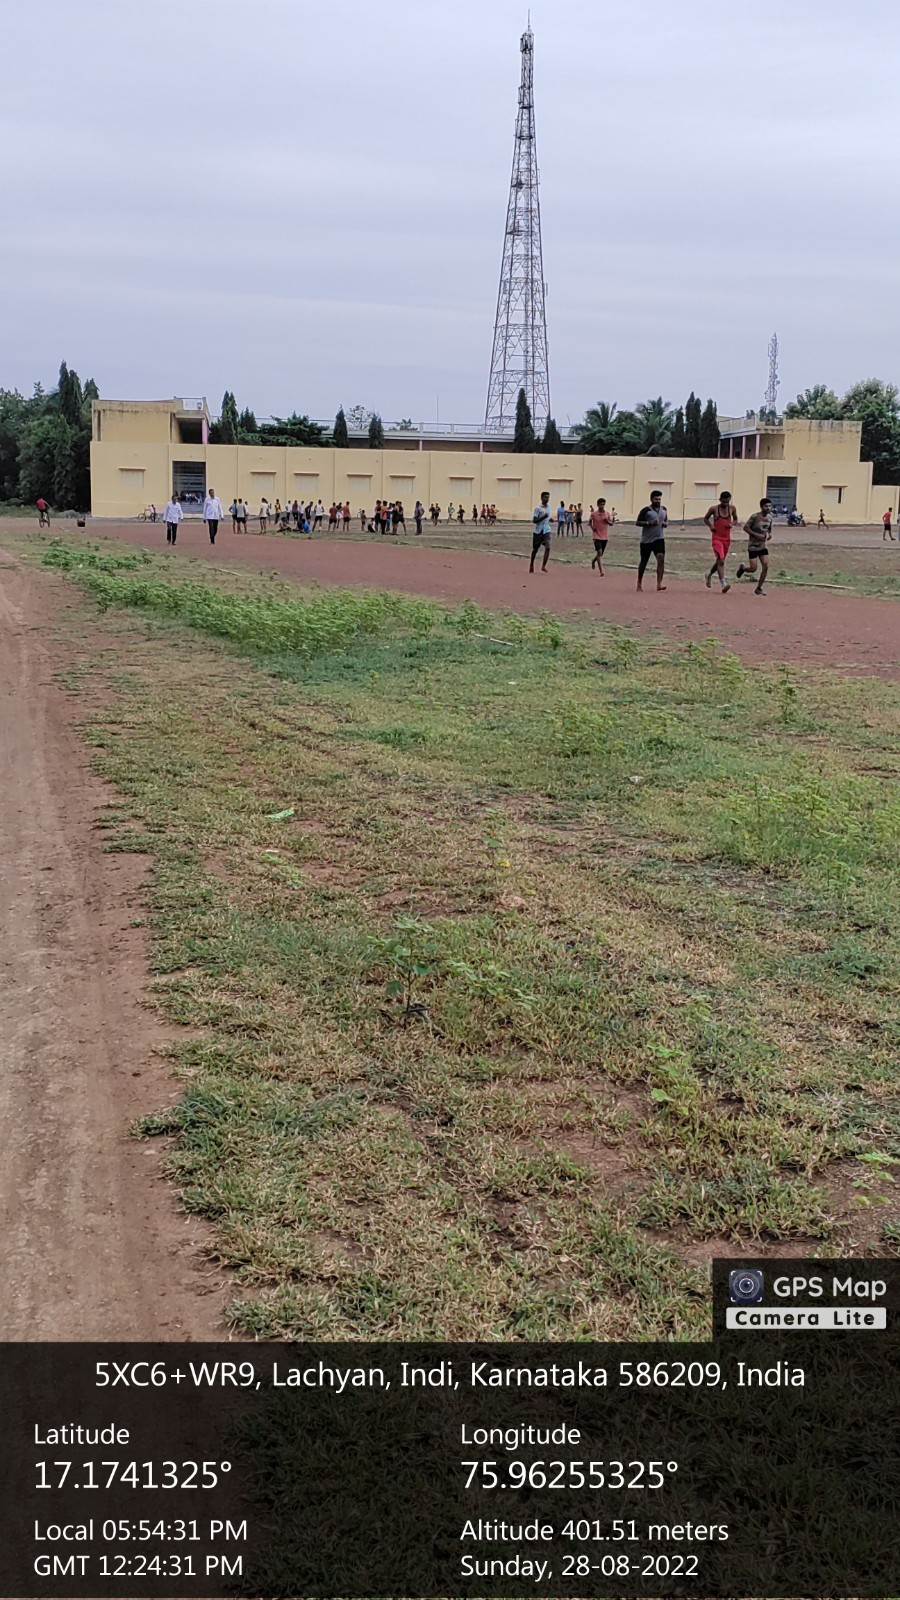 GPS Map
Camera Lite
5XC6+WR9, Lachyan, Indi, Karnataka 586209, India
Latitude
17.1741325°
Longitude
75.96255325°
Local 05:54:31 PM
GMT 12:24:31 PM
Altitude 401.51 meters
Sunday, 28-08-2022